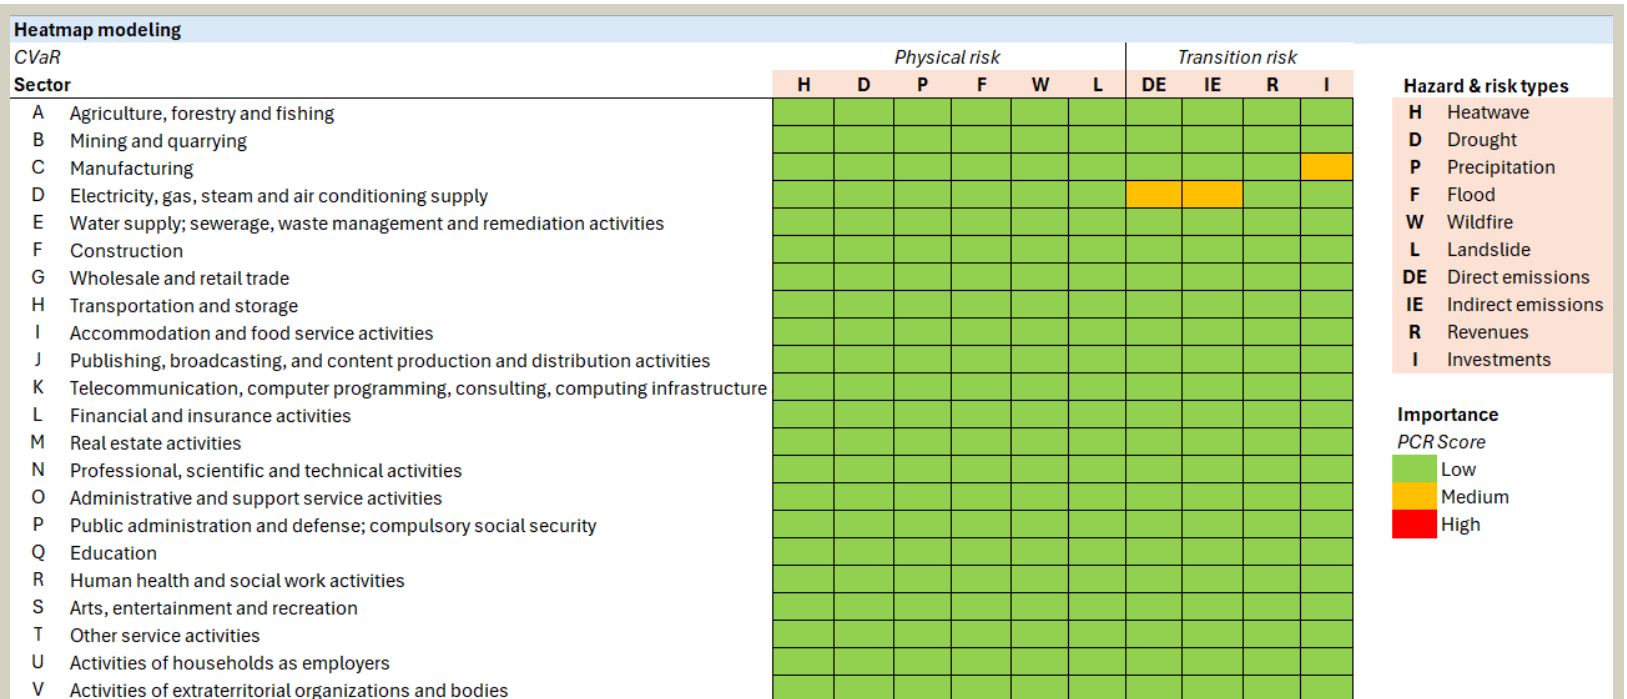 Heatmap modeling
CVaR Physical risk Transition risk
Sector H D P F W L DE IE R I
A Agriculture, forestry and fishing
B Mining and quarrying
C Manufacturing
D Electricity, gas, steam and air conditioning supply
E Water supply; sewerage, waste management and remediation activities
F Construction
G Wholesale and retail trade
H Transportation and storage
I Accommodation and food service activities
J Publishing, broadcasting, and content production and distribution activities
K Telecommunication, computer programming, consulting, computing infrastructure
L Financial and insurance activities
M Real estate activities
N Professional, scientific and technical activities
O Administrative and support service activities
P Public administration and defense; compulsory social security
Q Education
R Human health and social work activities
S Arts, entertainment and recreation
T Other service activities
U Activities of households as employers
V Activities of extraterritorial organizations and bodies
Hazard & risk types
H Heatwave
D Drought
P Precipitation
F Flood
W Wildfire
L Landslide
DE Direct emissions
IE Indirect emissions
R Revenues
I Investments
Importance
PCR Score
Low
Medium
High